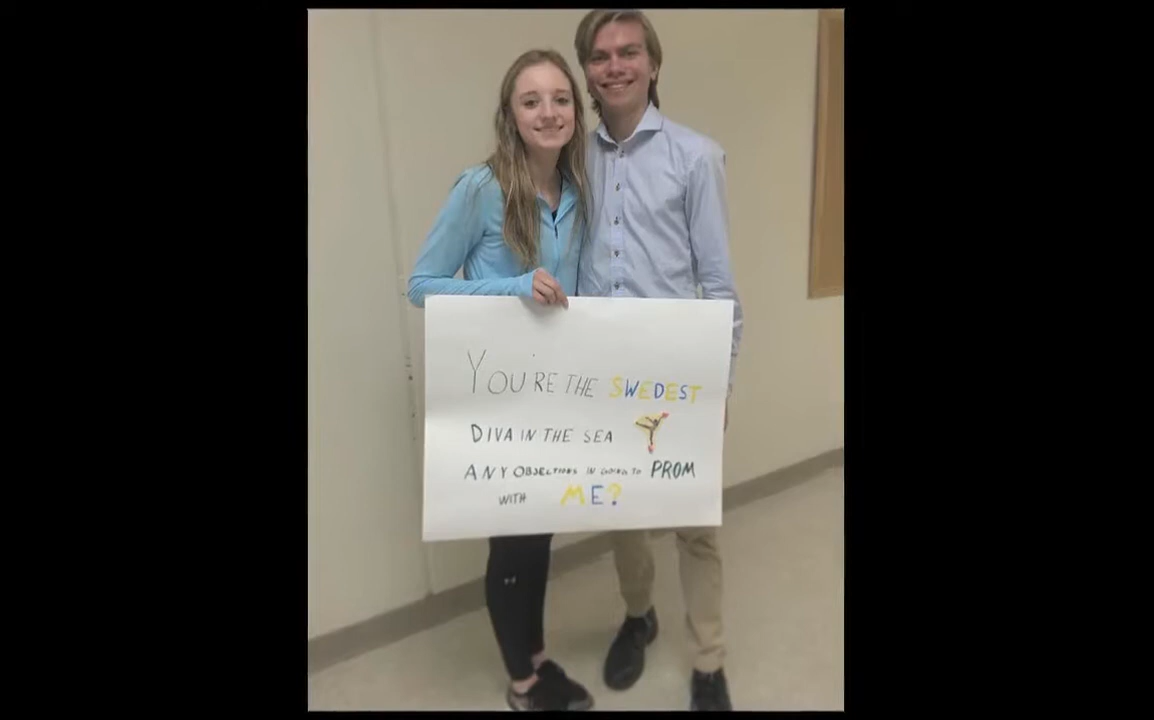 YOU'RE THE SWEDEST
DIVA IN THE SEA
ANY OBJECTIONS IN GOING TO PROM
WITH ME?